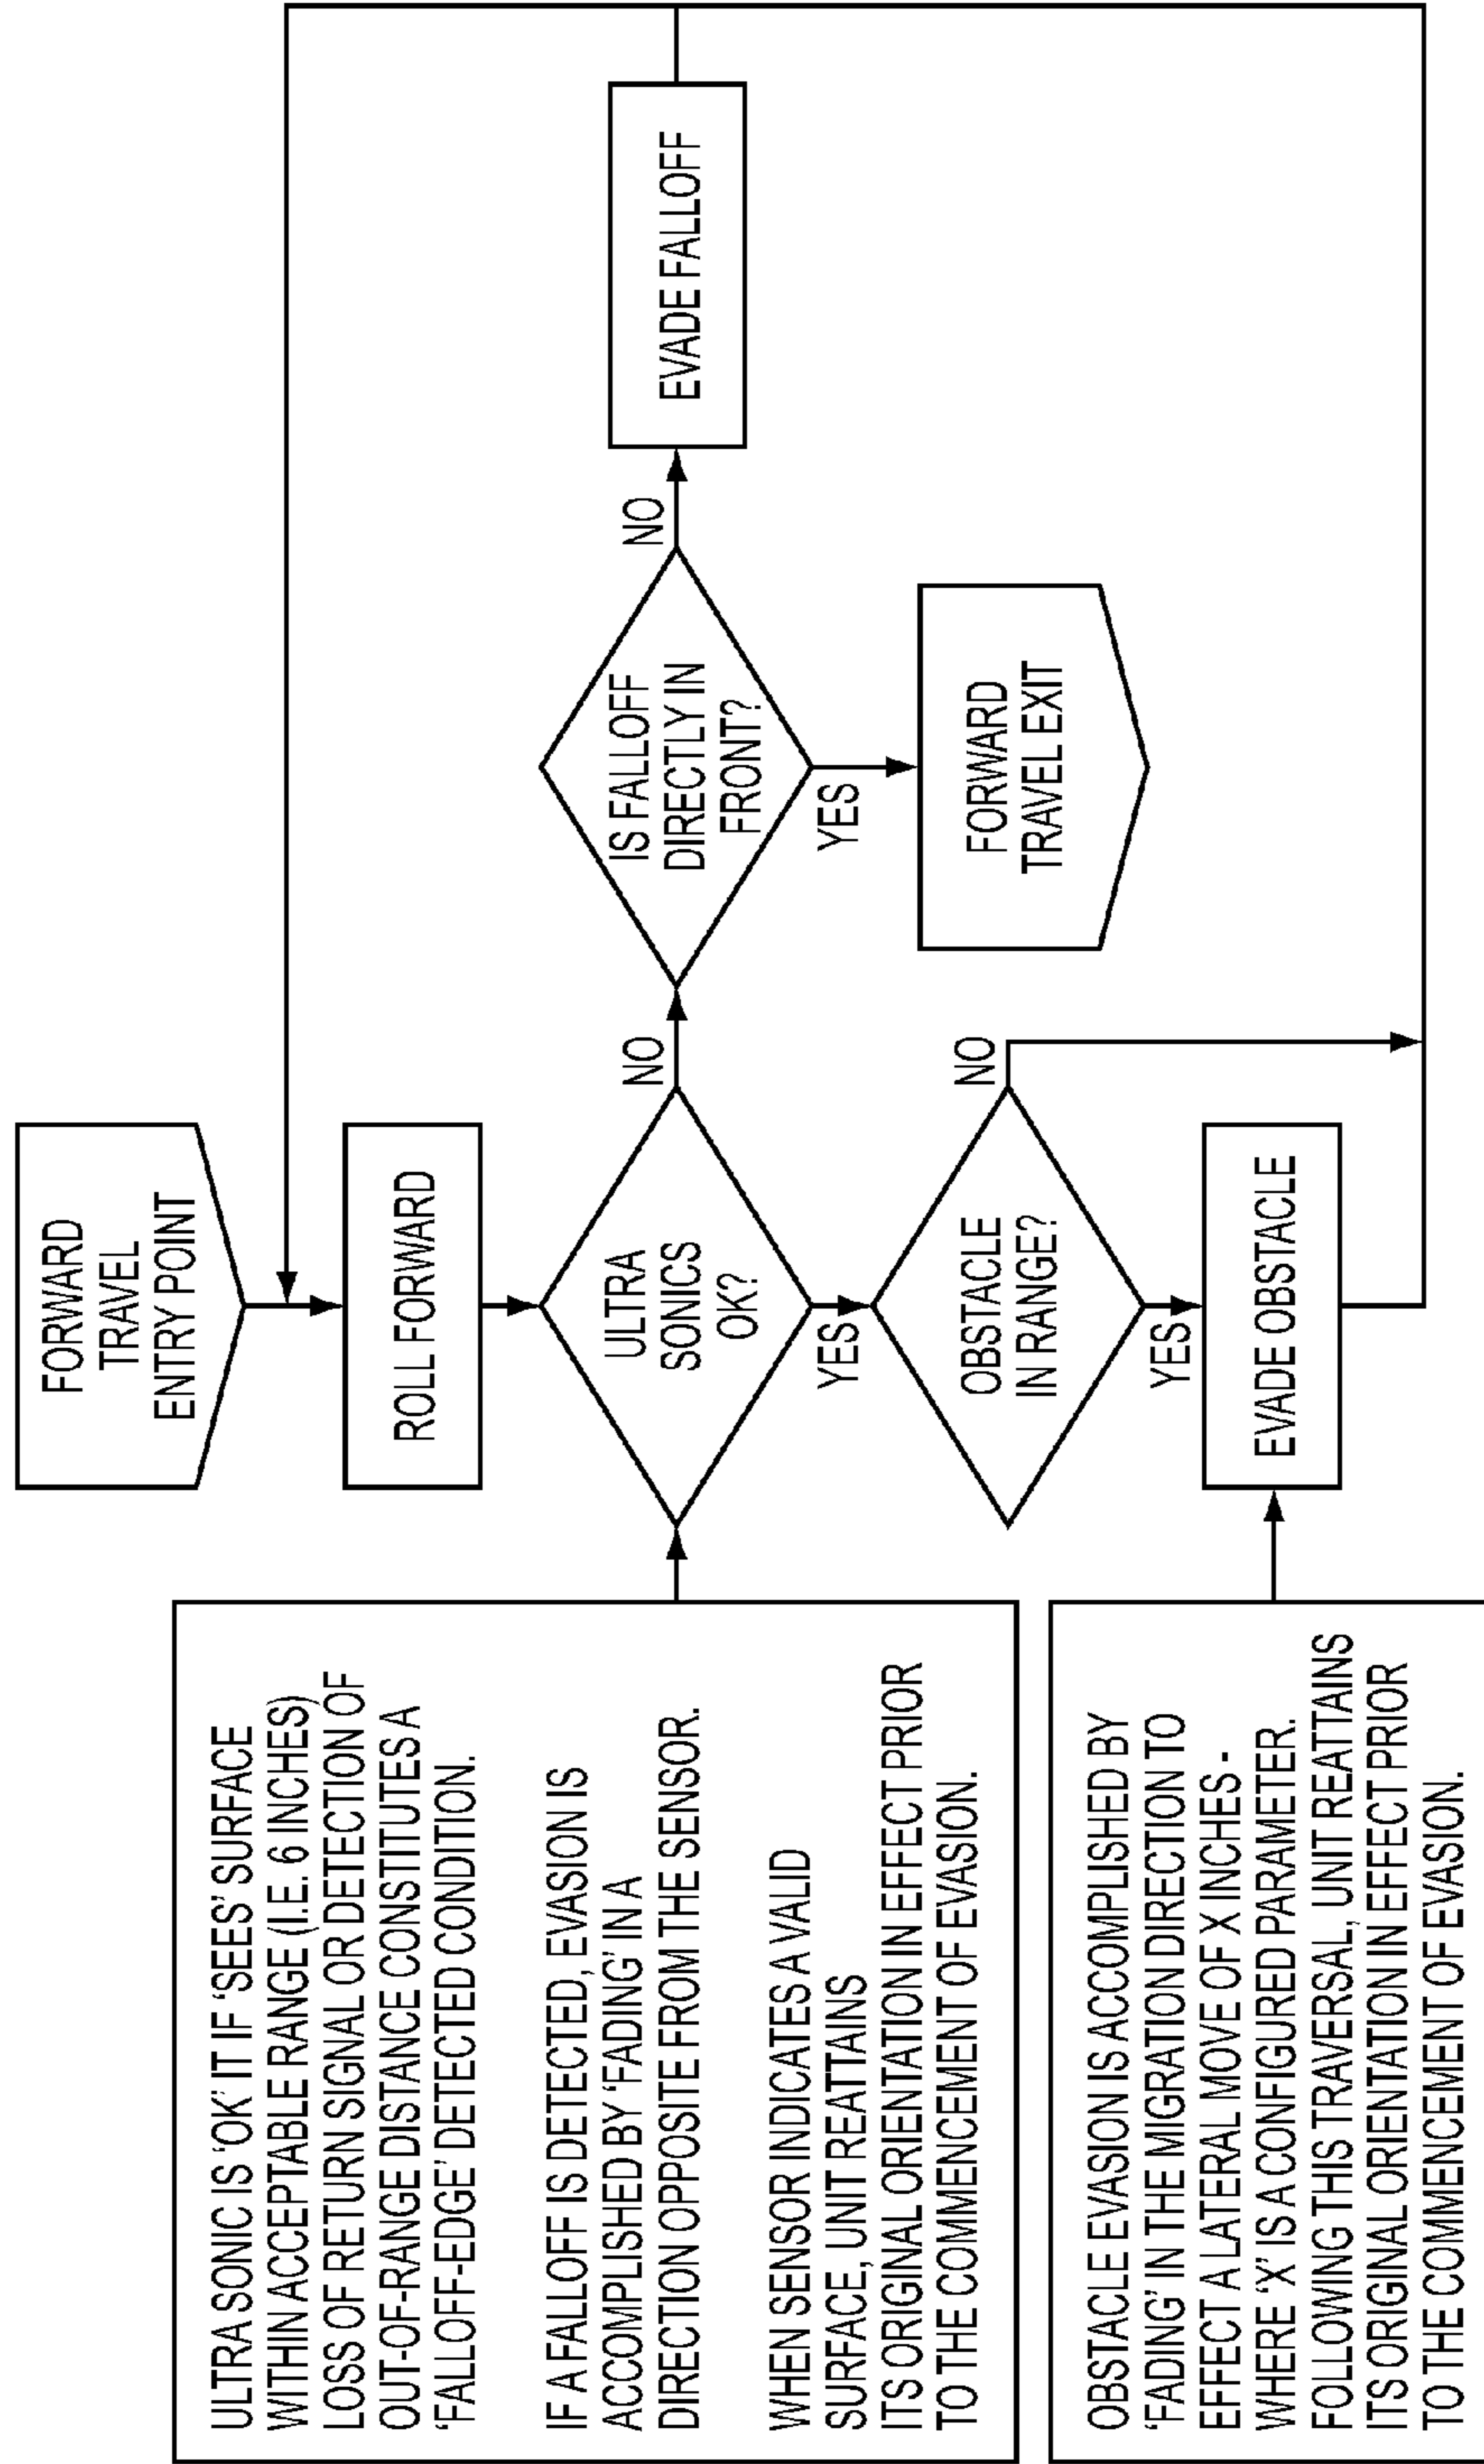 FORWARD
TRAVEL
ENTRY POINT
ROLL FORWARD
ULTRA SONIC IS 'OK' IT IF 'SEES' SURFACE
WITHIN ACCEPTABLE RANGE (I.E. 6 INCHES)
LOSS OF RETURN SIGNAL OR DETECTION OF
OUT-OF-RANGE DISTANCE CONSTITUTES A
'FALLOFF-EDGE' DETECTED CONDITION.
IF A FALLOFF IS DETECTED, EVASION IS
ACCOMPLISHED BY 'FADING' IN A
DIRECTION OPPOSITE FROM THE SENSOR.
WHEN SENSOR INDICATES A VALID
SURFACE, UNIT REATTAINS
ITS ORIGINAL ORIENTATION IN EFFECT PRIOR
TO THE COMMENCEMENT OF EVASION.
ULTRA
SONICS
OK?
NO
IS FALLOFF
DIRECTLY IN
FRONT?
NO
EVADE FALLOFF
YES
YES
FORWARD
TRAVEL EXIT
OBSTACLE
IN RANGE?
NO
YES
OBSTACLE EVASION IS ACCOMPLISHED BY
'FADING' IN THE MIGRATION DIRECTION TO
EFFECT A LATERAL MOVE OF X INCHES -
WHERE 'X' IS A CONFIGURED PARAMETER.
FOLLOWING THIS TRAVERSAL, UNIT REATTAINS
ITS ORIGINAL ORIENTATION IN EFFECT PRIOR
TO THE COMMENCEMENT OF EVASION.
EVADE OBSTACLE